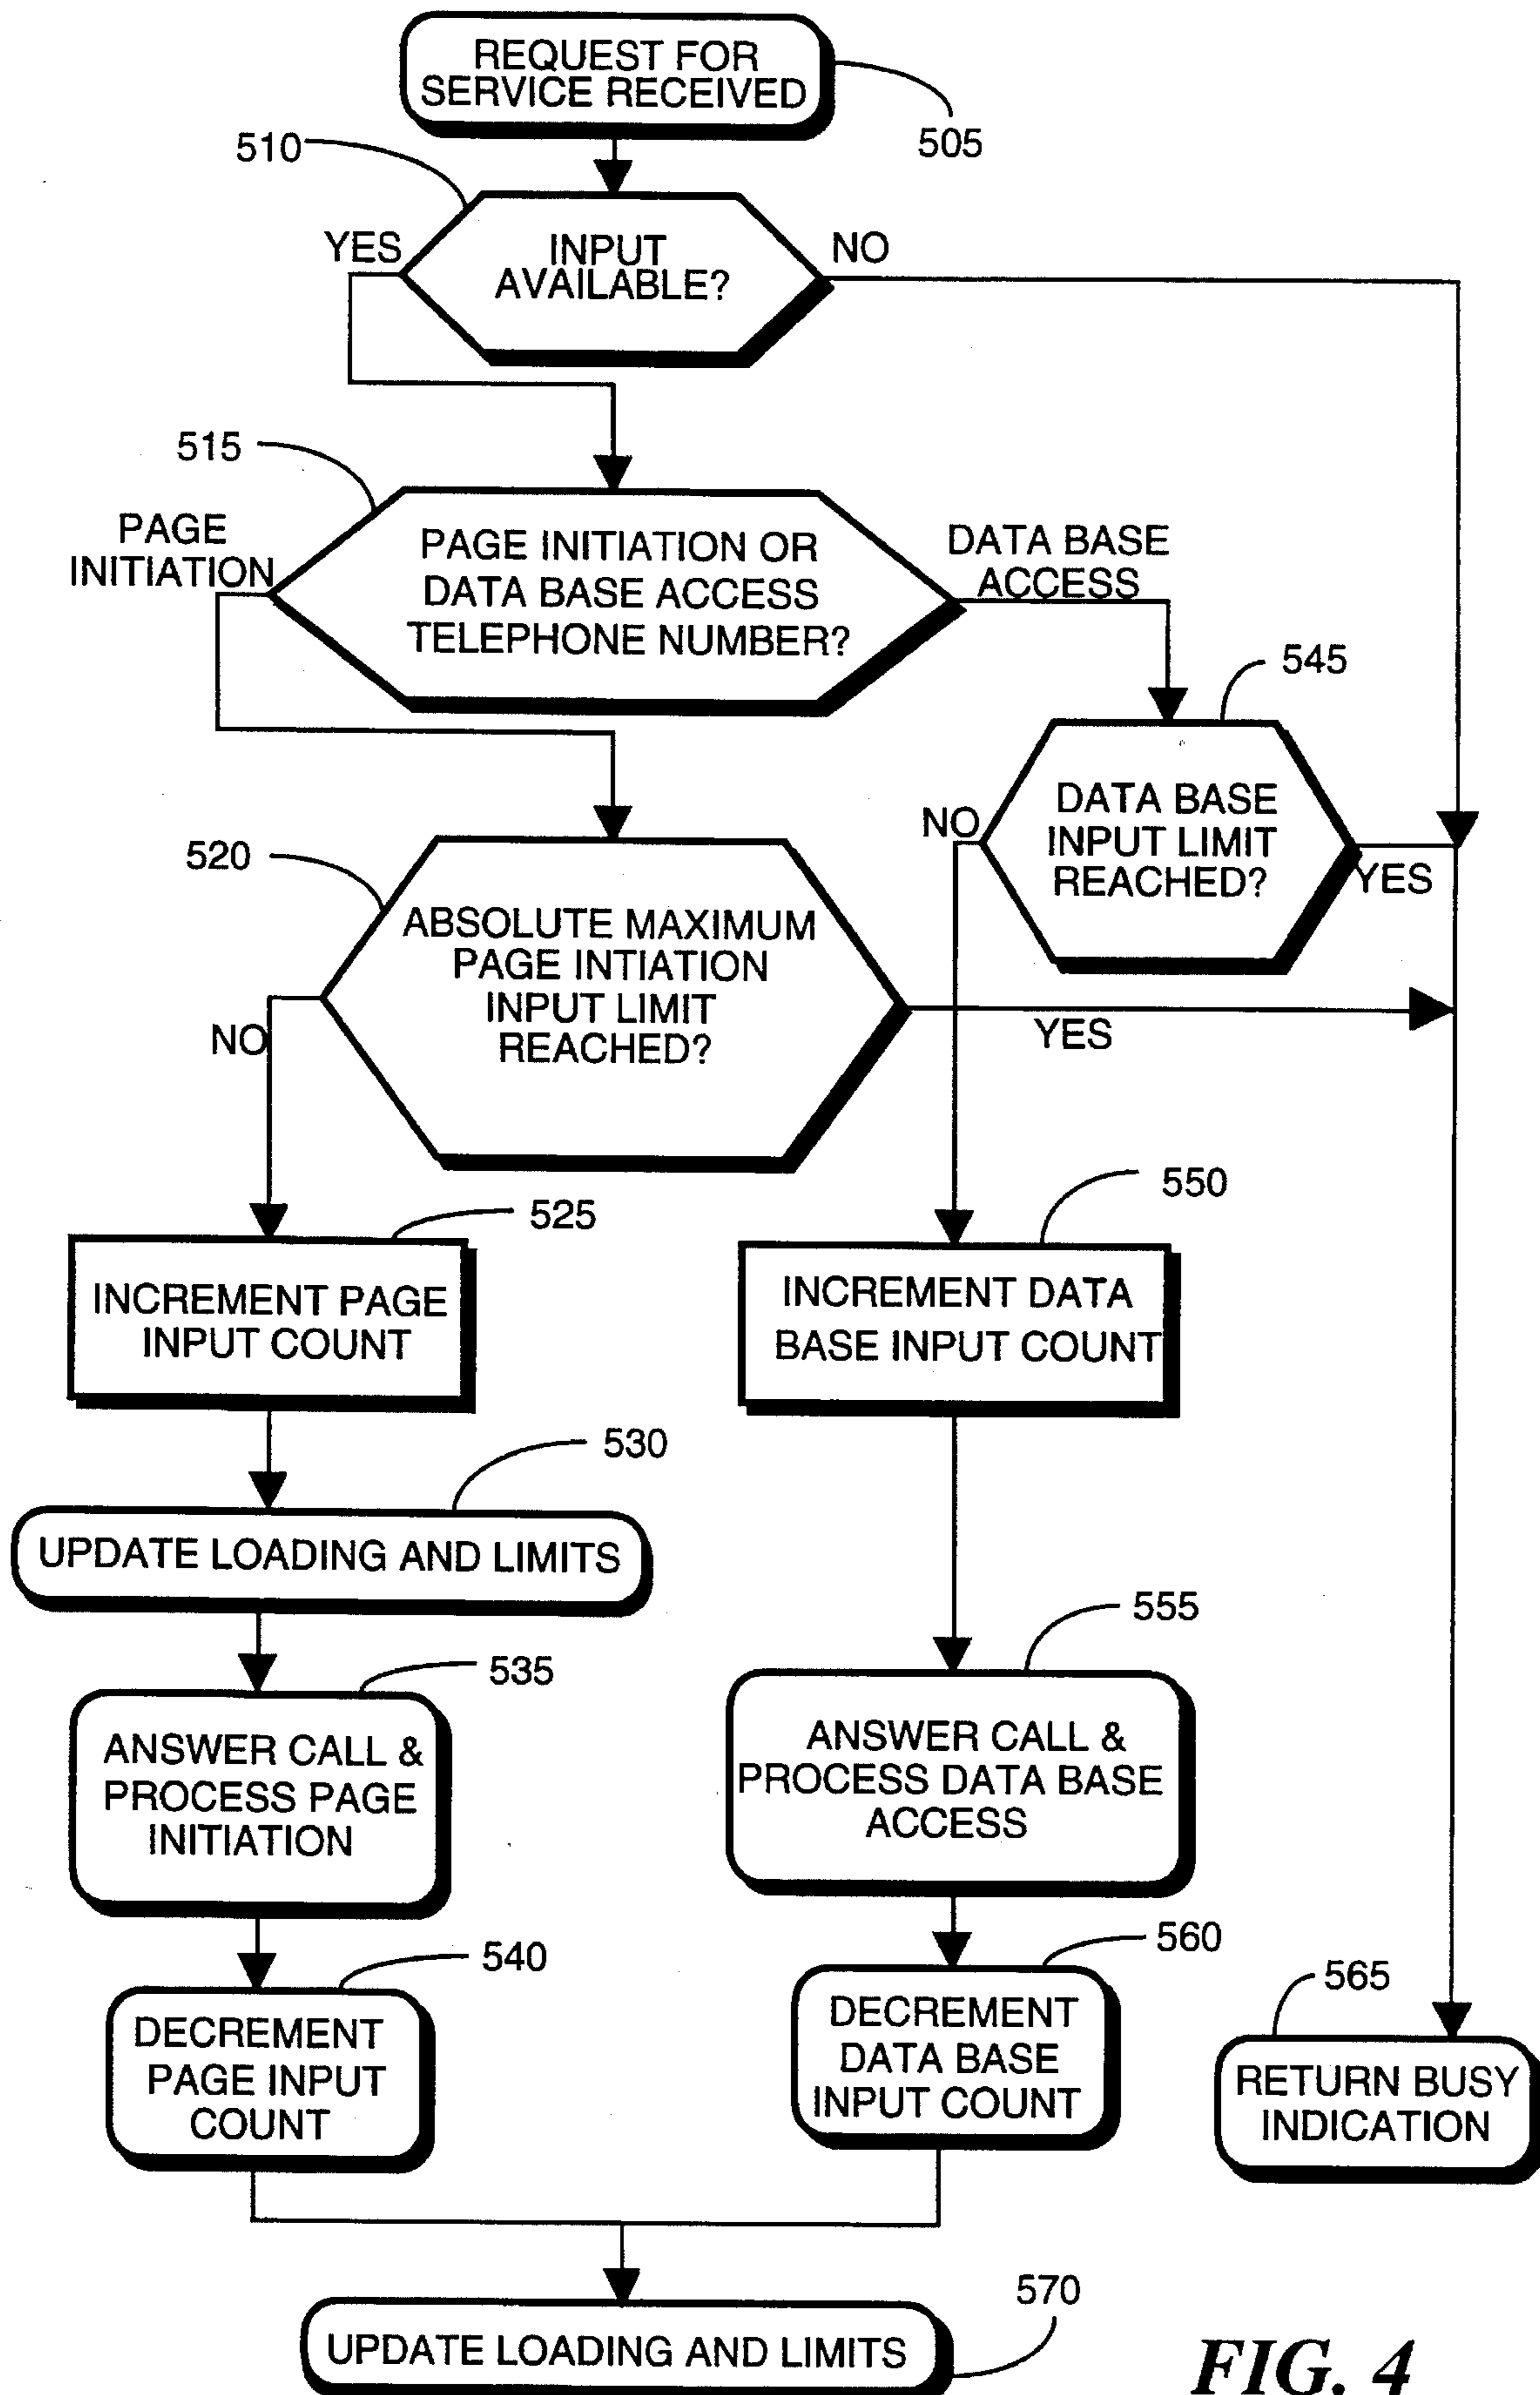 REQUEST FOR
SERVICE RECEIVED
505
510
YES
INPUT
AVAILABLE?
NO
515
PAGE
INITIATION
PAGE INITIATION OR
DATA BASE ACCESS
TELEPHONE NUMBER?
DATA BASE
ACCESS
545
DATA BASE
INPUT LIMIT
REACHED?
NO
YES
520
ABSOLUTE MAXIMUM
PAGE INTIATION
INPUT LIMIT
REACHED?
NO
YES
525
INCREMENT PAGE
INPUT COUNT
550
INCREMENT DATA
BASE INPUT COUNT
530
UPDATE LOADING AND LIMITS
535
ANSWER CALL &
PROCESS PAGE
INITIATION
555
ANSWER CALL &
PROCESS DATA BASE
ACCESS
540
DECREMENT
PAGE INPUT
COUNT
560
DECREMENT
DATA BASE
INPUT COUNT
565
RETURN BUSY
INDICATION
570
UPDATE LOADING AND LIMITS
FIG. 4